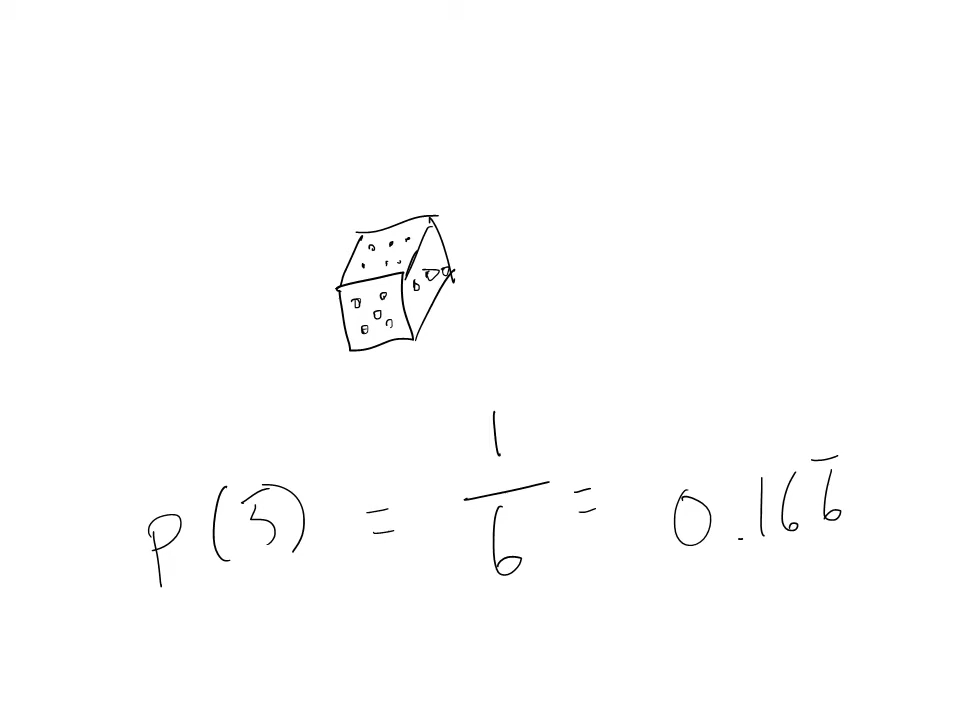 p(5) = 1/6 = 0.166̅